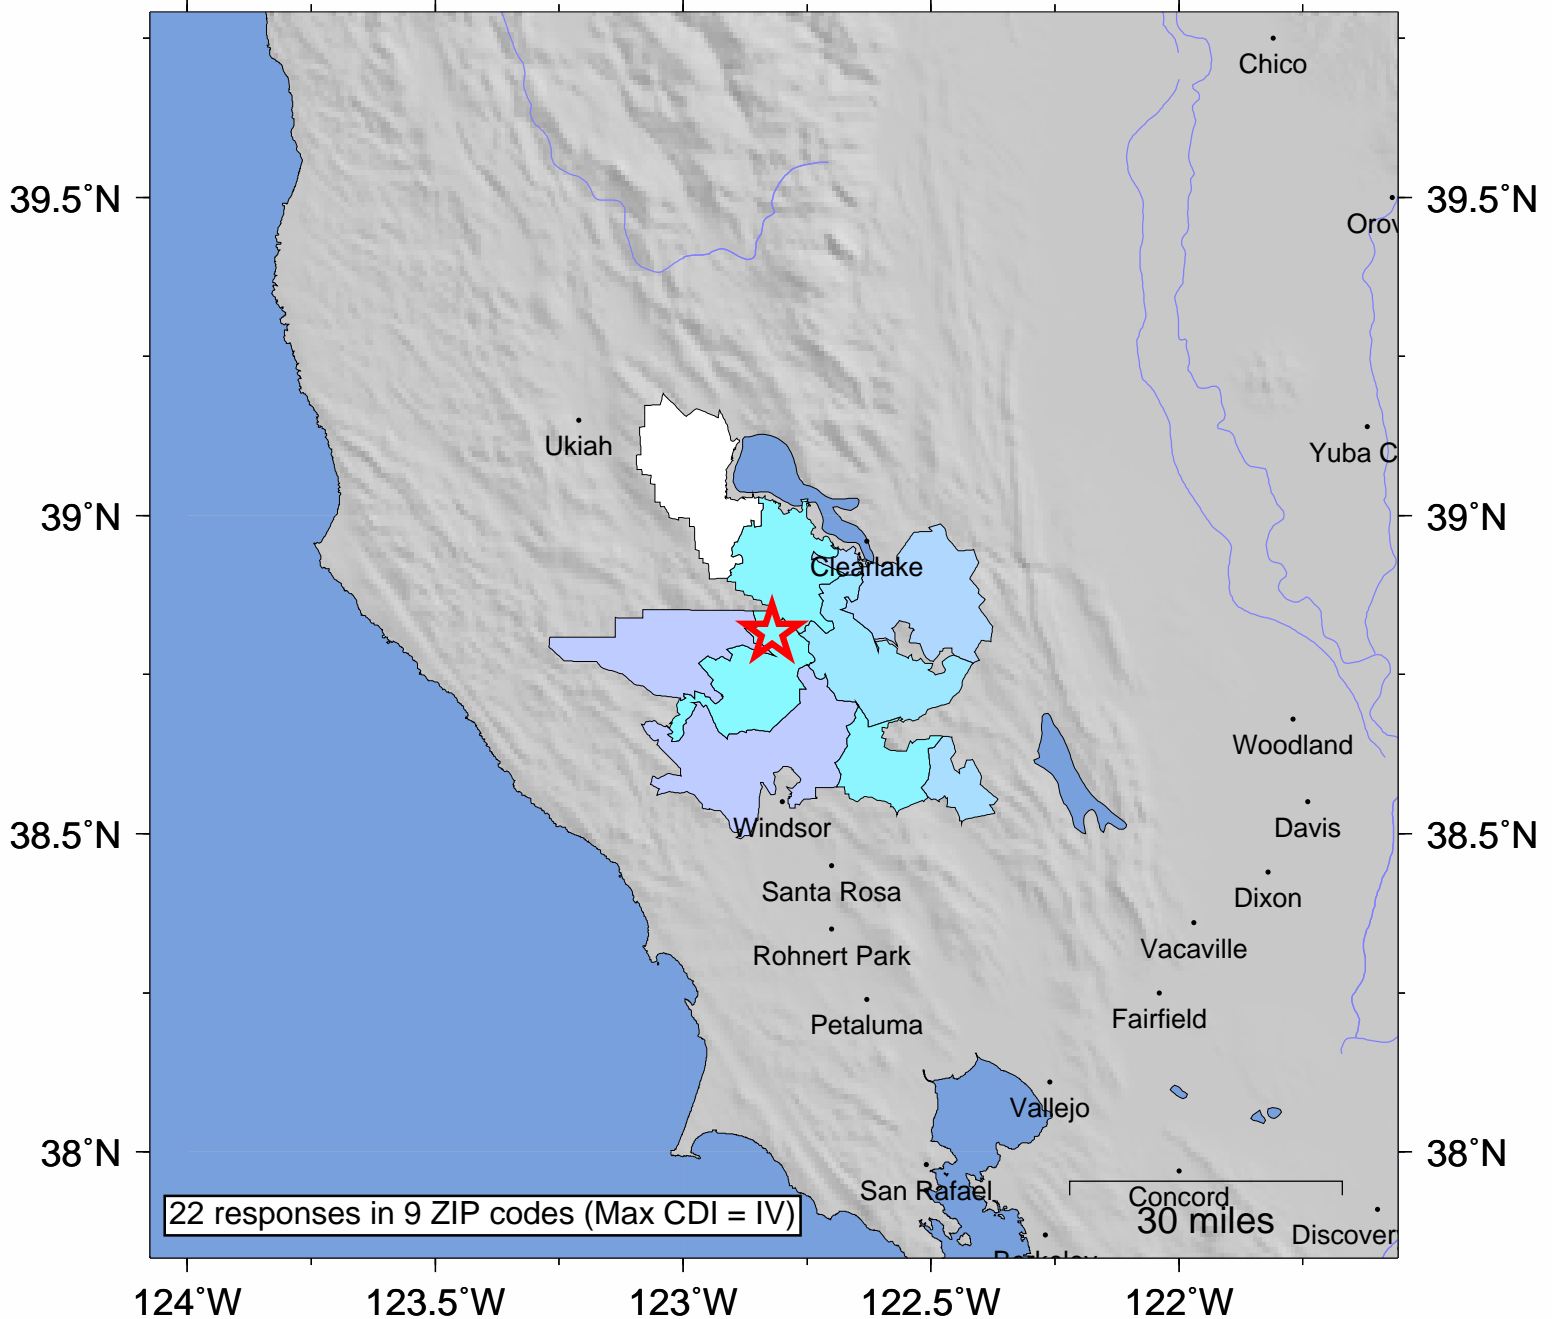 Chico
39.5°N
39.5°N
Orov
Ukiah
Yuba C
39°N
39°N
Clearlake
Woodland
38.5°N
38.5°N
Windsor
Davis
Santa Rosa
Dixon
Rohnert Park
Vacaville
Petaluma
Fairfield
Vallejo
38°N
38°N
San Rafael
Concord
22 responses in 9 ZIP codes (Max CDI = IV)
30 miles
Discover
Berkeley
124°W
123.5°W
123°W
122.5°W
122°W